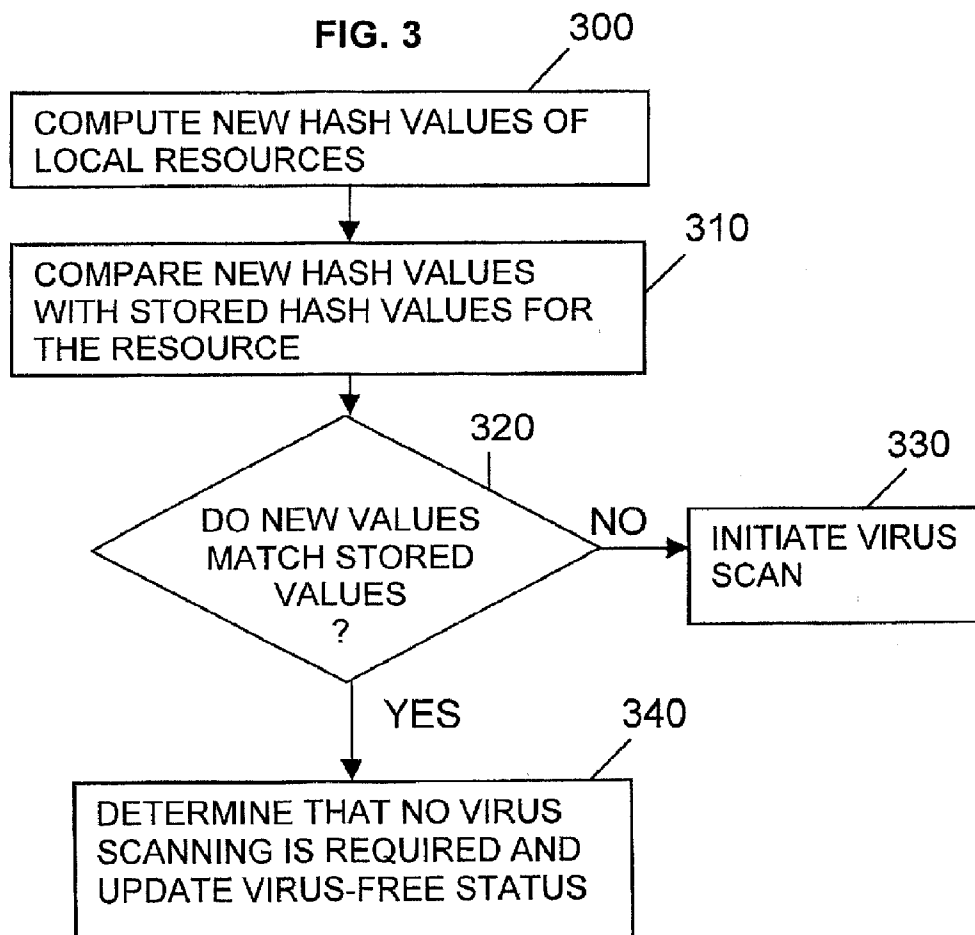 FIG. 3
300
COMPUTE NEW HASH VALUES OF
LOCAL RESOURCES
310
COMPARE NEW HASH VALUES
WITH STORED HASH VALUES FOR
THE RESOURCE
320
DO NEW VALUES
MATCH STORED
VALUES
?
NO
330
INITIATE VIRUS
SCAN
YES
340
DETERMINE THAT NO VIRUS
SCANNING IS REQUIRED AND
UPDATE VIRUS-FREE STATUS